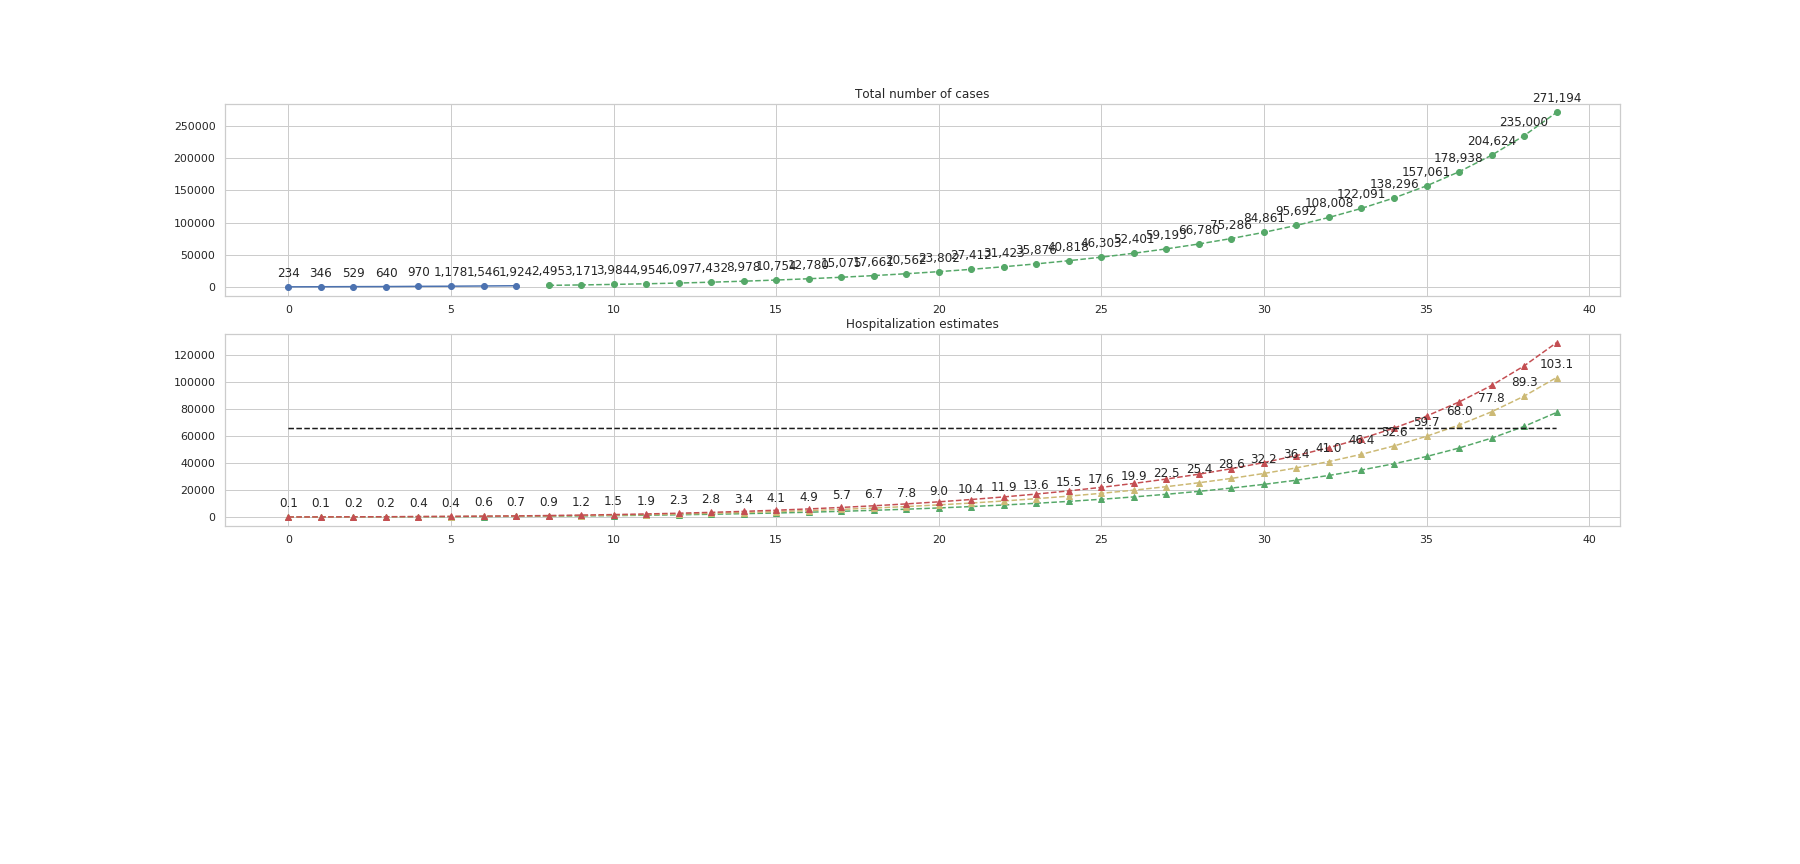 Total number of cases
250000
200000
150000
100000
50000
0
234 346 529 640 970 1,178 1,546 1,924 2,495 3,171 3,984 4,954 6,097 7,432 8,978 10,754 12,780 15,075 17,661 20,562 23,802 27,413 31,423 35,876 40,818 46,303 52,401 59,193 66,780 75,286 84,861 95,692 108,008 122,091 138,296 157,061 178,938 204,624 235,000 271,194
0 5 10 15 20 25 30 35 40
Hospitalization estimates
120000
100000
80000
60000
40000
20000
0
0.1 0.1 0.2 0.2 0.4 0.4 0.6 0.7 0.9 1.2 1.5 1.9 2.3 2.8 3.4 4.1 4.9 5.7 6.7 7.8 9.0 10.4 11.9 13.6 15.5 17.6 19.9 22.5 25.4 28.6 32.2 36.4 41.0 46.4 52.6 59.7 68.0 77.8 89.3 103.1
0 5 10 15 20 25 30 35 40